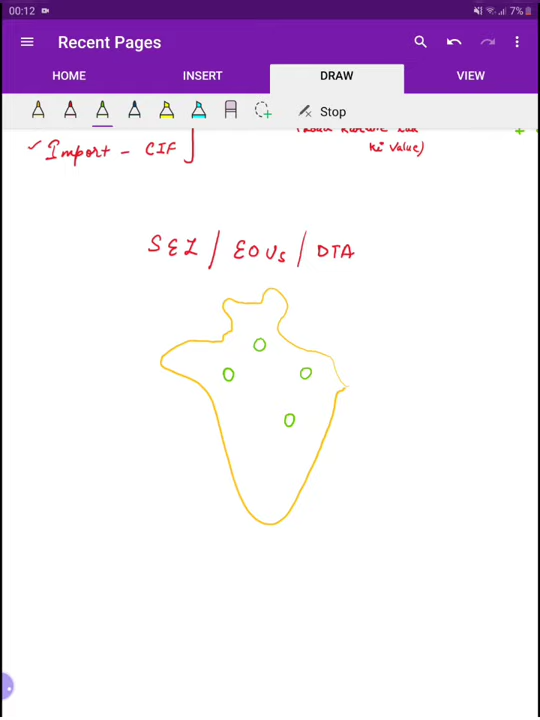 00:12 7%
Recent Pages
HOME INSERT DRAW VIEW
Stop
✓ Import - CIF
ki value)
SEZ / EOUs / DTA